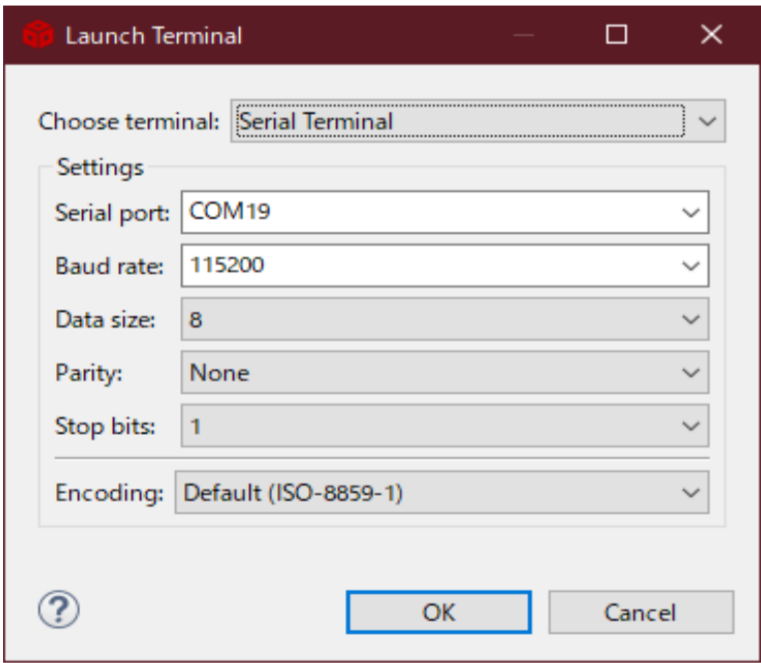 Launch Terminal
Choose terminal: Serial Terminal
Settings
Serial port: COM19
Baud rate: 115200
Data size: 8
Parity: None
Stop bits: 1
Encoding: Default (ISO-8859-1)
? OK Cancel